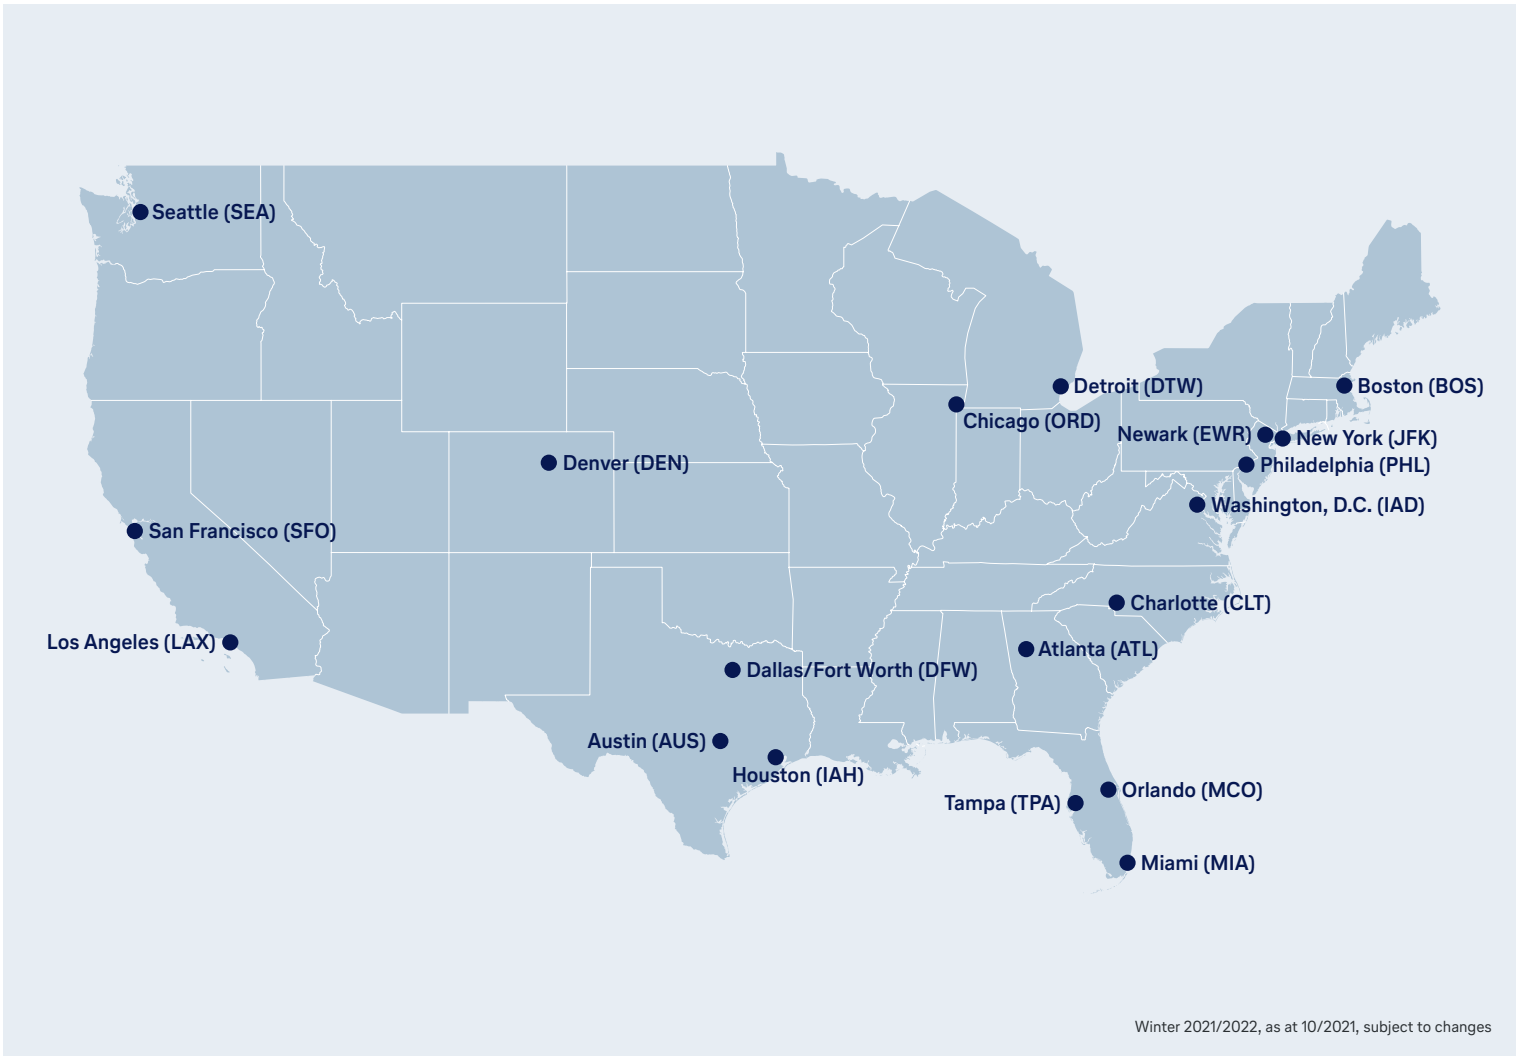 Seattle (SEA)
Detroit (DTW)
Boston (BOS)
Chicago (ORD)
Newark (EWR)
New York (JFK)
Denver (DEN)
Philadelphia (PHL)
Washington, D.C. (IAD)
San Francisco (SFO)
Charlotte (CLT)
Los Angeles (LAX)
Atlanta (ATL)
Dallas/Fort Worth (DFW)
Austin (AUS)
Houston (IAH)
Orlando (MCO)
Tampa (TPA)
Miami (MIA)
Winter 2021/2022, as at 10/2021, subject to changes